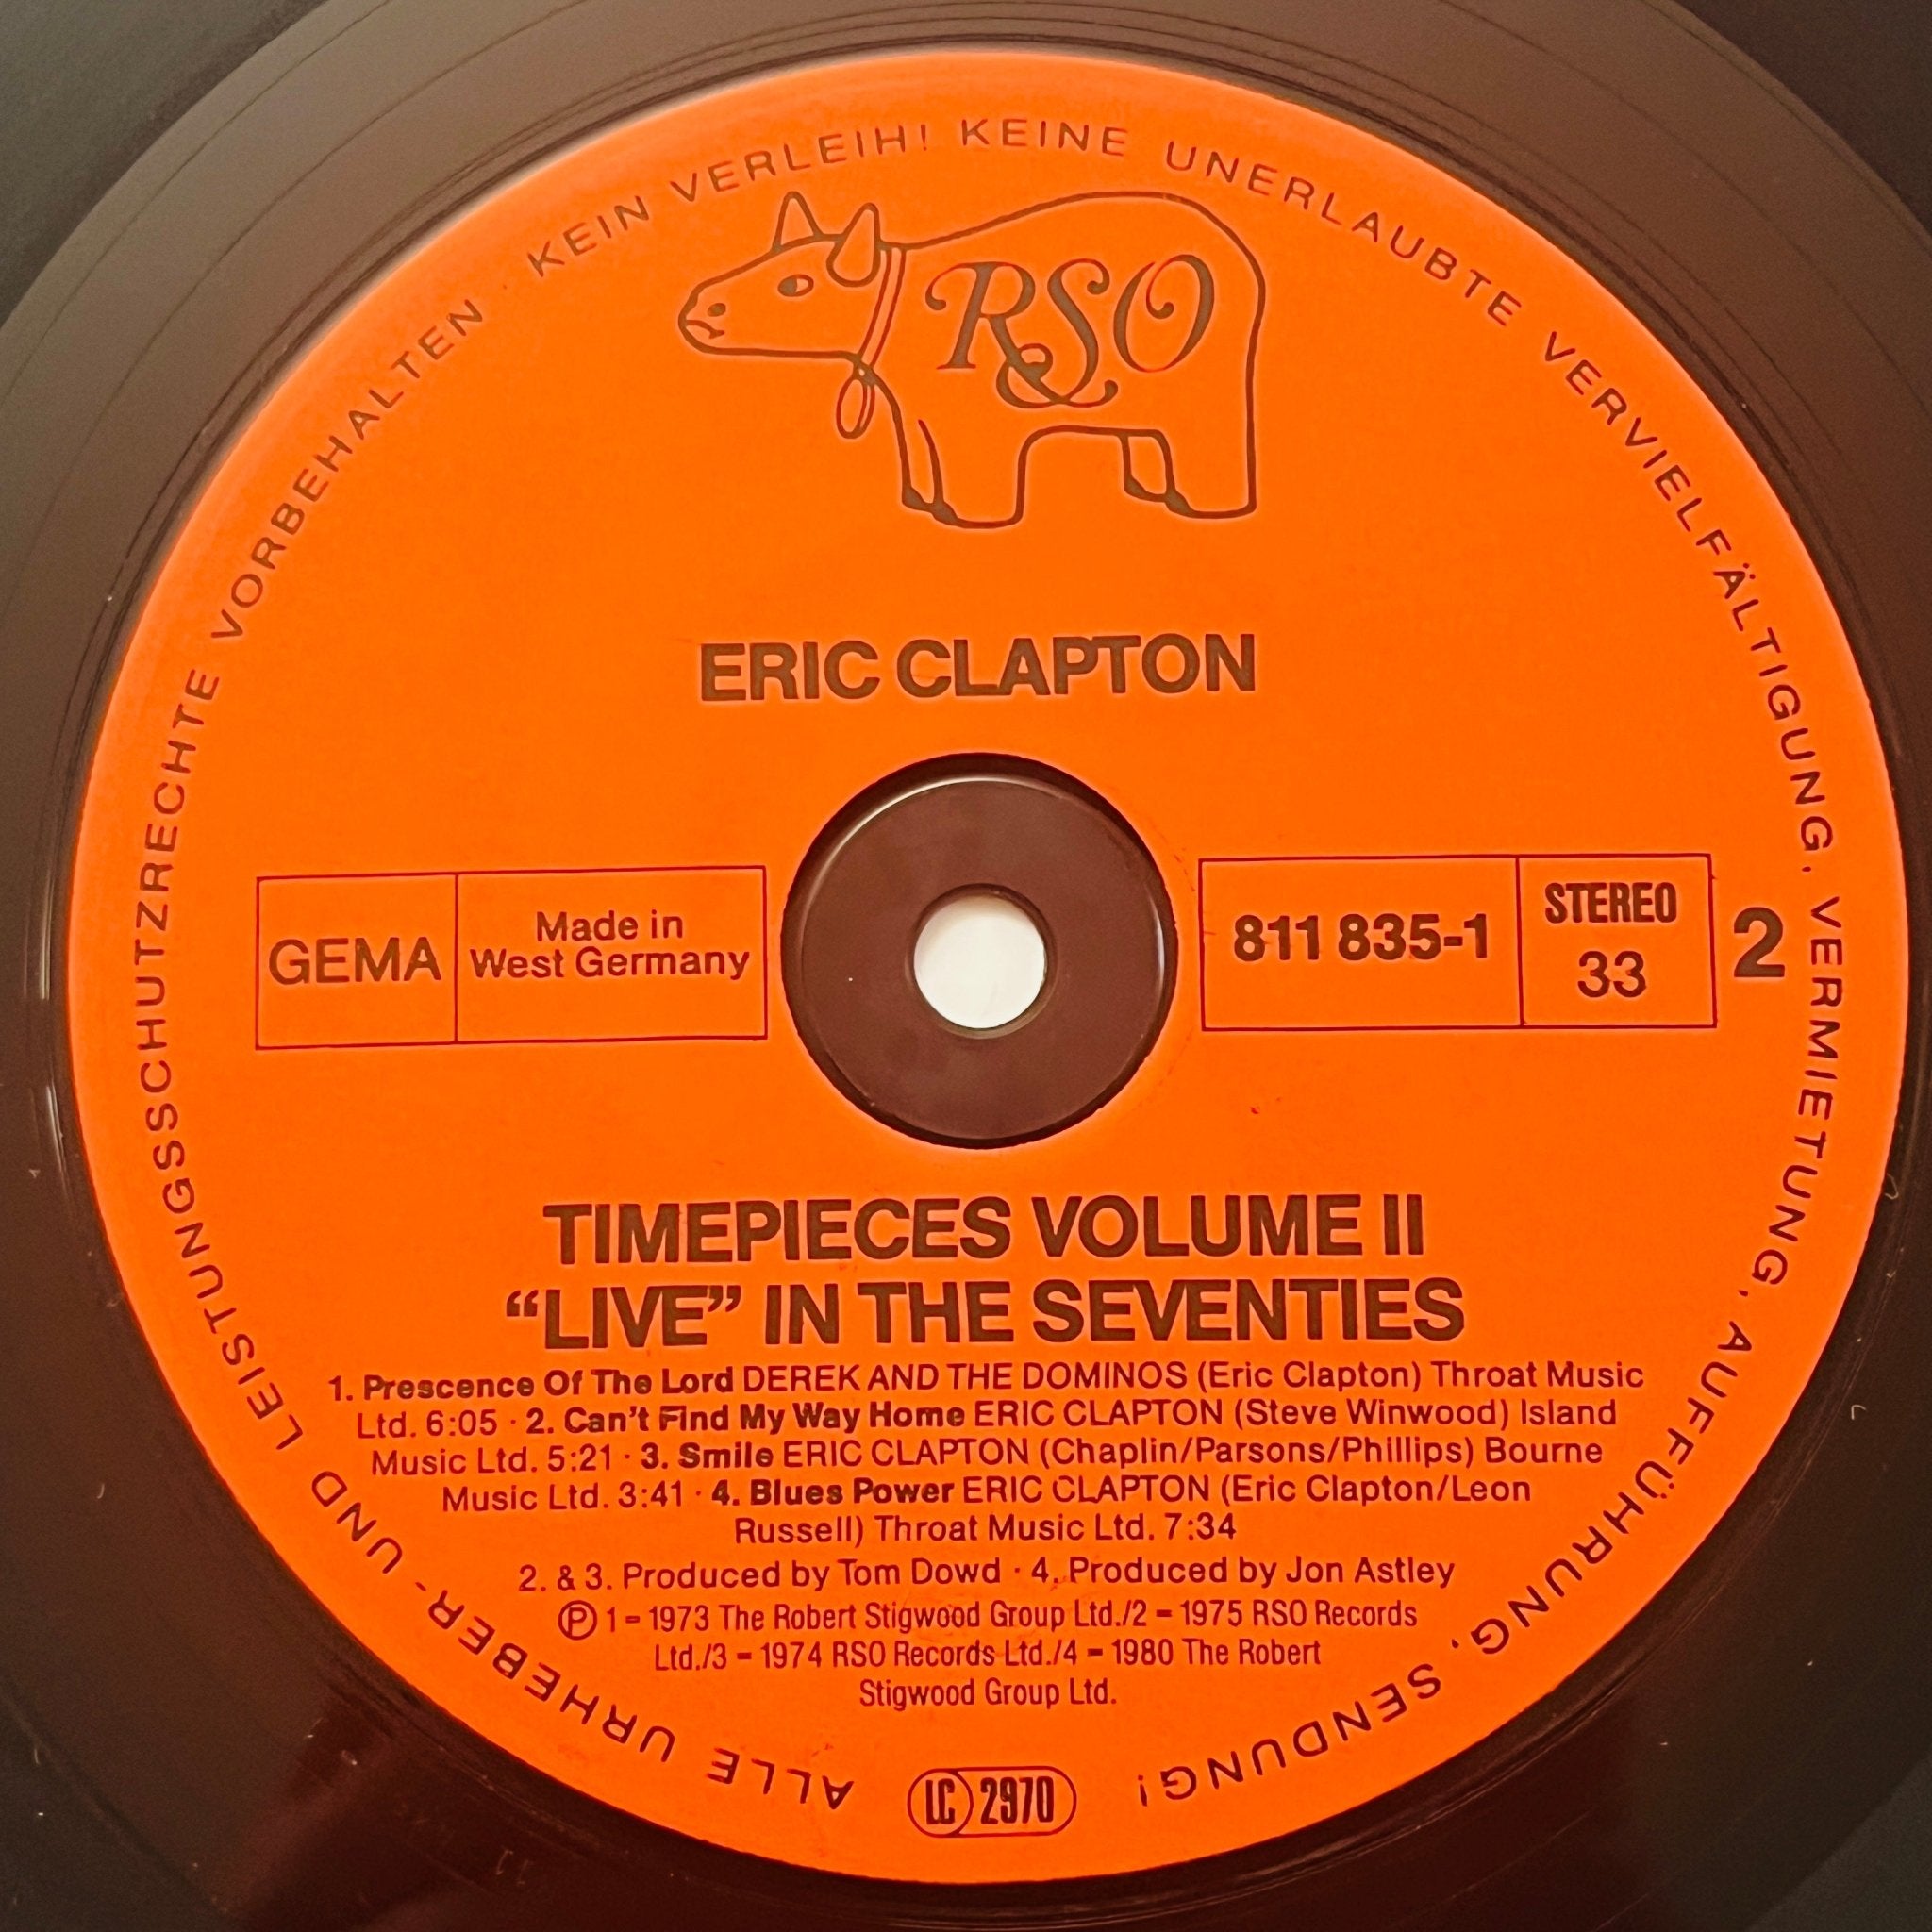 ALLE URHEBER- UND LEISTUNGSSCHUTZRECHTE VORBEHALTEN · KEIN VERLEIH! KEINE UNERLAUBTE VERVIELFÄLTIGUNG, VERMIETUNG, AUFFÜHRUNG, SENDUNG!
RSO
ERIC CLAPTON
GEMA
Made in
West Germany
811 835-1
STEREO
33
2
TIMEPIECES VOLUME II
“LIVE” IN THE SEVENTIES
1. Prescence Of The Lord DEREK AND THE DOMINOS (Eric Clapton) Throat Music
Ltd. 6:05 · 2. Can't Find My Way Home ERIC CLAPTON (Steve Winwood) Island
Music Ltd. 5:21 · 3. Smile ERIC CLAPTON (Chaplin/Parsons/Phillips) Bourne
Music Ltd. 3:41 · 4. Blues Power ERIC CLAPTON (Eric Clapton/Leon
Russell) Throat Music Ltd. 7:34
2. & 3. Produced by Tom Dowd · 4. Produced by Jon Astley
℗ 1 - 1973 The Robert Stigwood Group Ltd./2 - 1975 RSO Records
Ltd./3 - 1974 RSO Records Ltd./4 - 1980 The Robert
Stigwood Group Ltd.
LC 2970